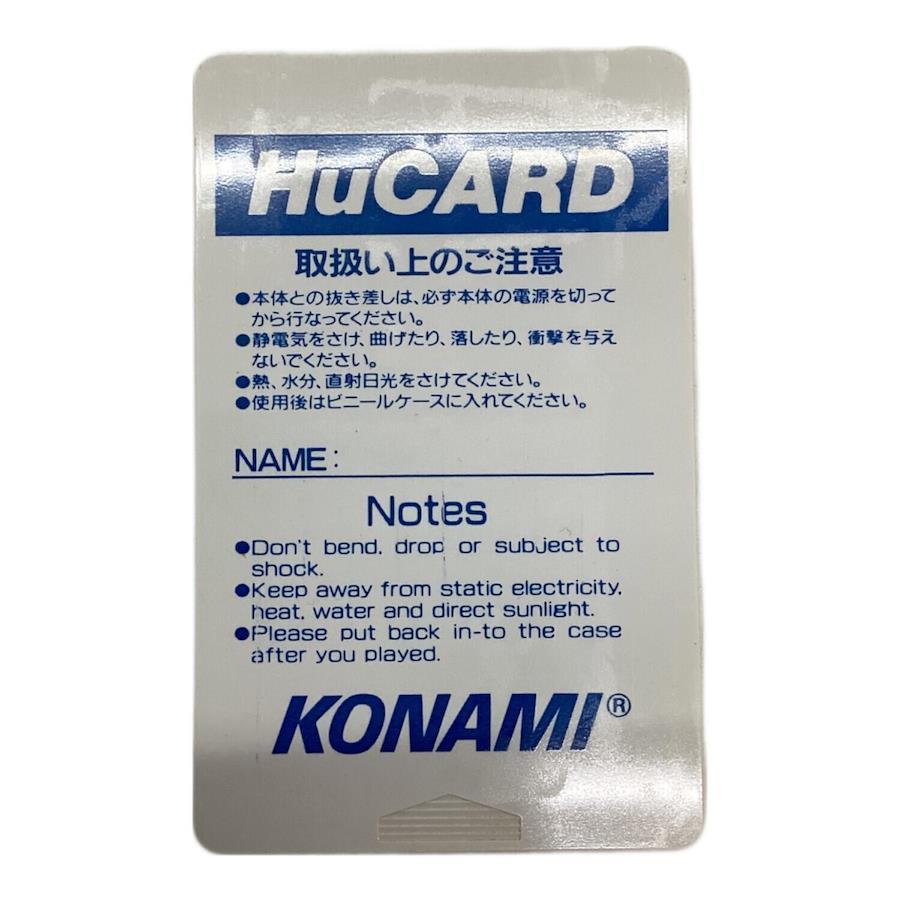 HuCARD
取扱い上のご注意
●本体との抜き差しは、必ず本体の電源を切って
から行なってください。
●静電気をさけ、曲げたり、落したり、衝撃を与え
ないでください。
●熱、水分、直射日光をさけてください。
●使用後はビニールケースに入れてください。
NAME:
Notes
●Don't bend, drop or subject to
shock.
●Keep away from static electricity,
heat, water and direct sunlight.
●Please put back in-to the case
after you played.
KONAMI®